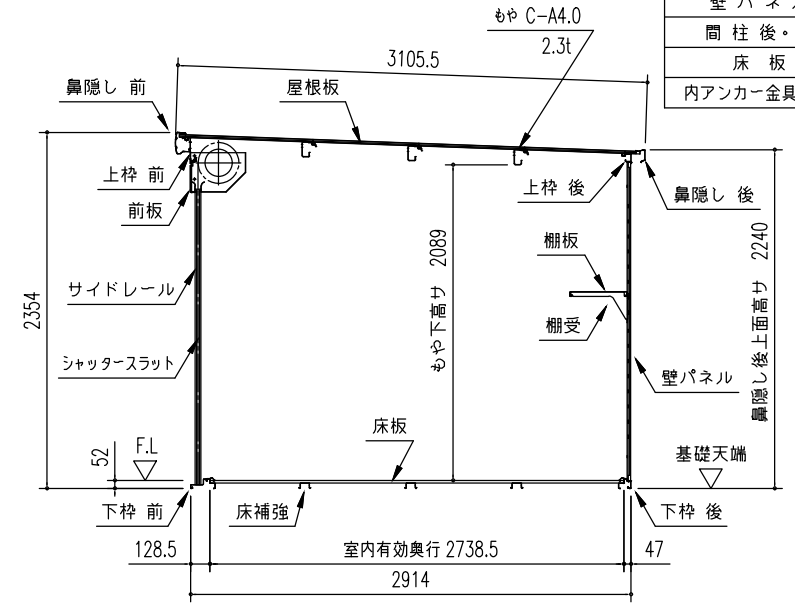 もや C-A4.0
2.3t
間 柱 後・
床 板
内アンカー金具
3105.5
鼻隠し 前
屋根板
上枠 前
前板
上枠 後
鼻隠し 後
サイドレール
シャッタースラット
棚板
棚受
壁パネル
2354
もや下高サ 2089
鼻隠し後上面高サ 2240
52
F.L
床板
基礎天端
下枠 前
床補強
下枠 後
128.5
室内有効奥行 2738.5
47
2914